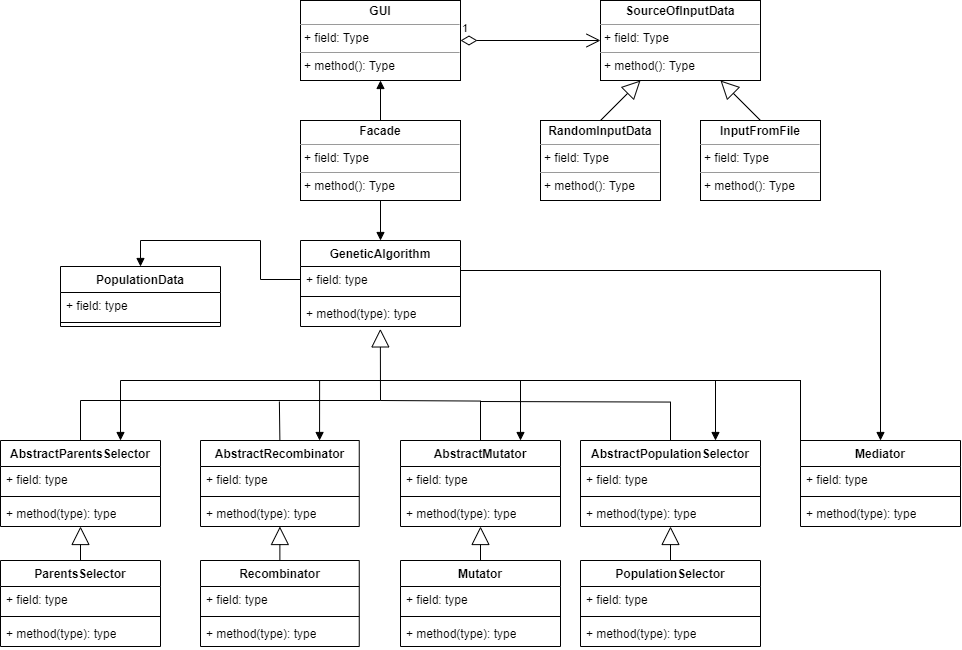 GUI
+ field: Type
+ method(): Type
1
SourceOfInputData
+ field: Type
+ method(): Type
Facade
+ field: Type
+ method(): Type
RandomInputData
+ field: Type
+ method(): Type
InputFromFile
+ field: Type
+ method(): Type
GeneticAlgorithm
+ field: type
+ method(type): type
PopulationData
+ field: type
AbstractParentsSelector
+ field: type
+ method(type): type
AbstractRecombinator
+ field: type
+ method(type): type
AbstractMutator
+ field: type
+ method(type): type
AbstractPopulationSelector
+ field: type
+ method(type): type
Mediator
+ field: type
+ method(type): type
ParentsSelector
+ field: type
+ method(type): type
Recombinator
+ field: type
+ method(type): type
Mutator
+ field: type
+ method(type): type
PopulationSelector
+ field: type
+ method(type): type